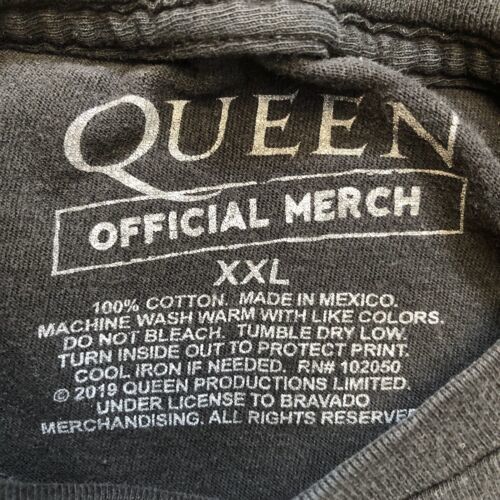 QUEEN
OFFICIAL MERCH
XXL
100% COTTON. MADE IN MEXICO.
MACHINE WASH WARM WITH LIKE COLORS.
DO NOT BLEACH. TUMBLE DRY LOW.
TURN INSIDE OUT TO PROTECT PRINT.
COOL IRON IF NEEDED. RN# 102050
© 2019 QUEEN PRODUCTIONS LIMITED.
UNDER LICENSE TO BRAVADO
MERCHANDISING. ALL RIGHTS RESERVED